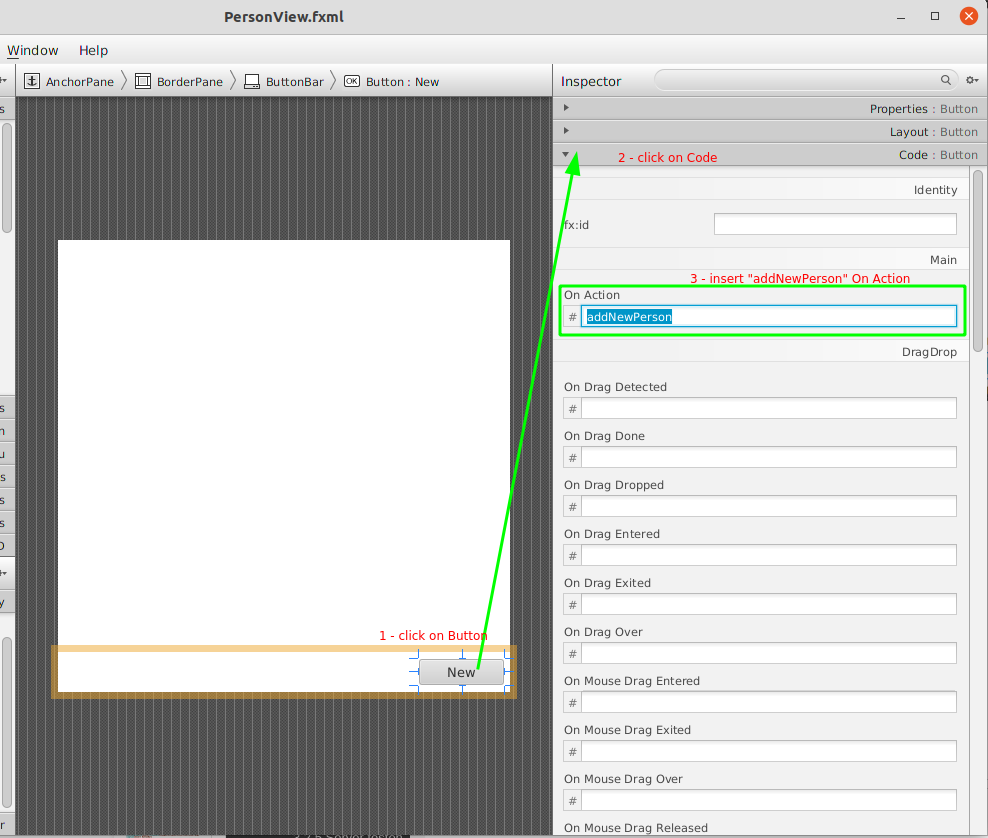 PersonView.fxml
Window Help
AnchorPane BorderPane ButtonBar OK Button : New
Inspector
Properties : Button
Layout : Button
2 - click on Code
Code : Button
Identity
fx:id
Main
3 - insert "addNewPerson" On Action
On Action
# addNewPerson
DragDrop
On Drag Detected
#
On Drag Done
#
On Drag Dropped
#
On Drag Entered
#
On Drag Exited
#
On Drag Over
#
On Mouse Drag Entered
#
On Mouse Drag Exited
#
On Mouse Drag Over
#
On Mouse Drag Released
1 - click on Button
New